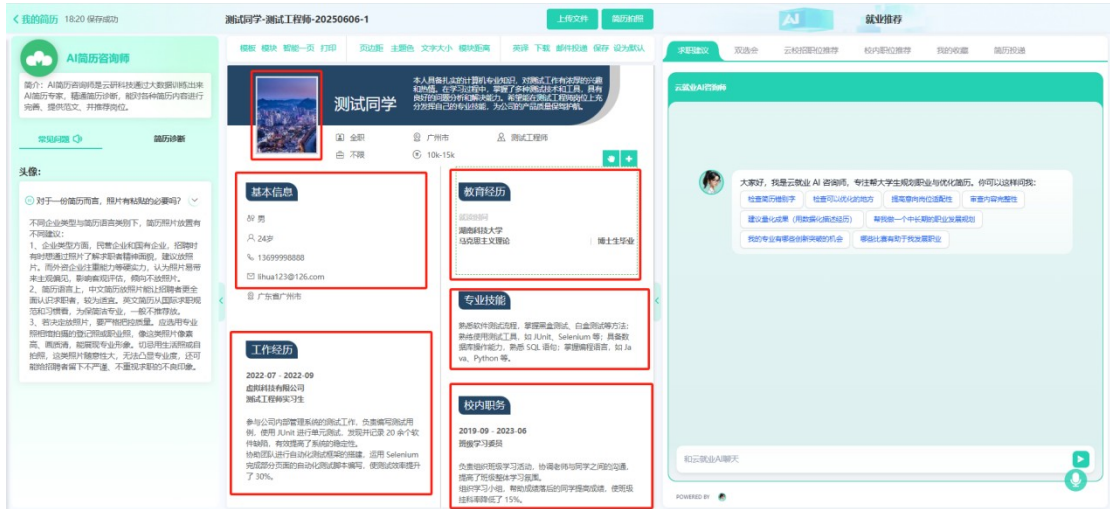 < 我的简历 18:20 保存成功
测试同学-测试工程师-20250606-1
上传文件 简历拍照
AI 就业推荐
AI简历咨询师
简介：AI简历咨询师是云研科技通过大数据训练出来
AI简历专家，精通简历诊断，能对各种简历内容进行
完善、提供范文、并推荐岗位。
常见问题 简历诊断
头像：
对于一份简历而言，照片有粘贴的必要吗？
不同企业类型与简历语言类别下，简历照片放置有
不同建议：
1、企业类型方面，民营企业和国有企业，招聘时
有时想通过照片了解求职者精神面貌，建议放照
片。而外资企业注重能力等硬实力，认为照片易带
来主观偏见，影响客观评估，倾向不放照片。
2、简历语言上，中文简历放照片能让招聘者更全
面认识求职者，较为适宜。英文简历从国际求职规
范和习惯看，为保简洁专业，一般不推荐放。
3、若决定放照片，要严格把控质量。应选用专业
照相馆拍摄的登记照或职业照，像这类照片像素
高、画质清，能展现专业形象。切忌用生活照或自
拍照，这类照片随意性大，无法凸显专业度，还可
能给招聘者留下不严谨、不重视求职的不良印象。
模板 模块 智能一页 打印 页边距 主题色 文字大小 模块距离 英译 下载 邮件投递 保存 设为默认
测试同学
本人具备扎实的计算机专业知识，对测试工作有浓厚的兴趣
和热情。在学习过程中，掌握了多种测试技术和工具，具有
良好的问题分析和解决能力。希望能在测试工程师岗位上充
分发挥自己的专业技能，为公司的产品质量保驾护航。
全职 广州市 测试工程师
不限 10k-15k
基本信息
男
24岁
13699998888
lihua123@126.com
广东省广州市
工作经历
2022-07 - 2022-09
虚拟科技有限公司
测试工程师实习生
参与公司内部管理系统的测试工作，负责编写测试用
例，使用 JUnit 进行单元测试，发现并记录 20 余个软
件缺陷，有效提高了系统的稳定性。
协助团队进行自动化测试框架的搭建，运用 Selenium
完成部分页面的自动化测试脚本编写，使测试效率提升
了 30%。
教育经历
湖南科技大学
马克思主义理论 | 博士生毕业
专业技能
熟悉软件测试流程，掌握黑盒测试、白盒测试等方法；
熟练使用测试工具，如 JUnit、Selenium 等；具备数
据库操作能力，熟悉 SQL 语句；掌握编程语言，如 Ja
va、Python 等。
校内职务
2019-09 - 2023-06
班级学习委员
负责组织班级学习活动，协调老师与同学之间的沟通，
提高了班级整体学习氛围。
组织学习小组，帮助成绩落后的同学提高成绩，使班级
挂科率降低了 15%。
求职建议 双选会 云校招职位推荐 校内职位推荐 我的收藏 简历投递
云就业AI咨询师
大家好，我是云就业 AI 咨询师，专注帮大学生规划职业与优化简历。你可以这样问我：
检查简历错别字 检查可以优化的地方 提高意向岗位适配性 审查内容完整性
建议量化成果（用数据化描述经历） 帮我做一个中长期的职业发展规划
我的专业有哪些创新突破的机会 哪些比赛有助于我发展职业
和云就业AI聊天
POWERED BY